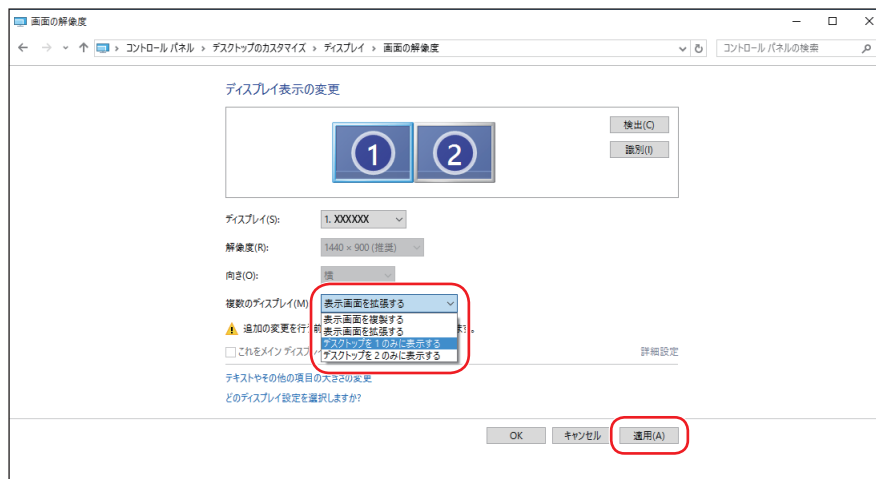 画面の解像度
コントロール パネル › デスクトップのカスタマイズ › ディスプレイ › 画面の解像度
コントロール パネルの検索
ディスプレイ表示の変更
1
2
検出(C)
識別(I)
ディスプレイ(S):
1. XXXXXX
解像度(R):
1440 × 900 (推奨)
向き(O):
横
複数のディスプレイ(M)
表示画面を拡張する
表示画面を複製する
表示画面を拡張する
デスクトップを 1 のみに表示する
デスクトップを 2 のみに表示する
追加の変更を行う前
ます。
これをメイン ディスプ
詳細設定
テキストやその他の項目の大きさの変更
どのディスプレイ設定を選択しますか?
OK
キャンセル
適用(A)